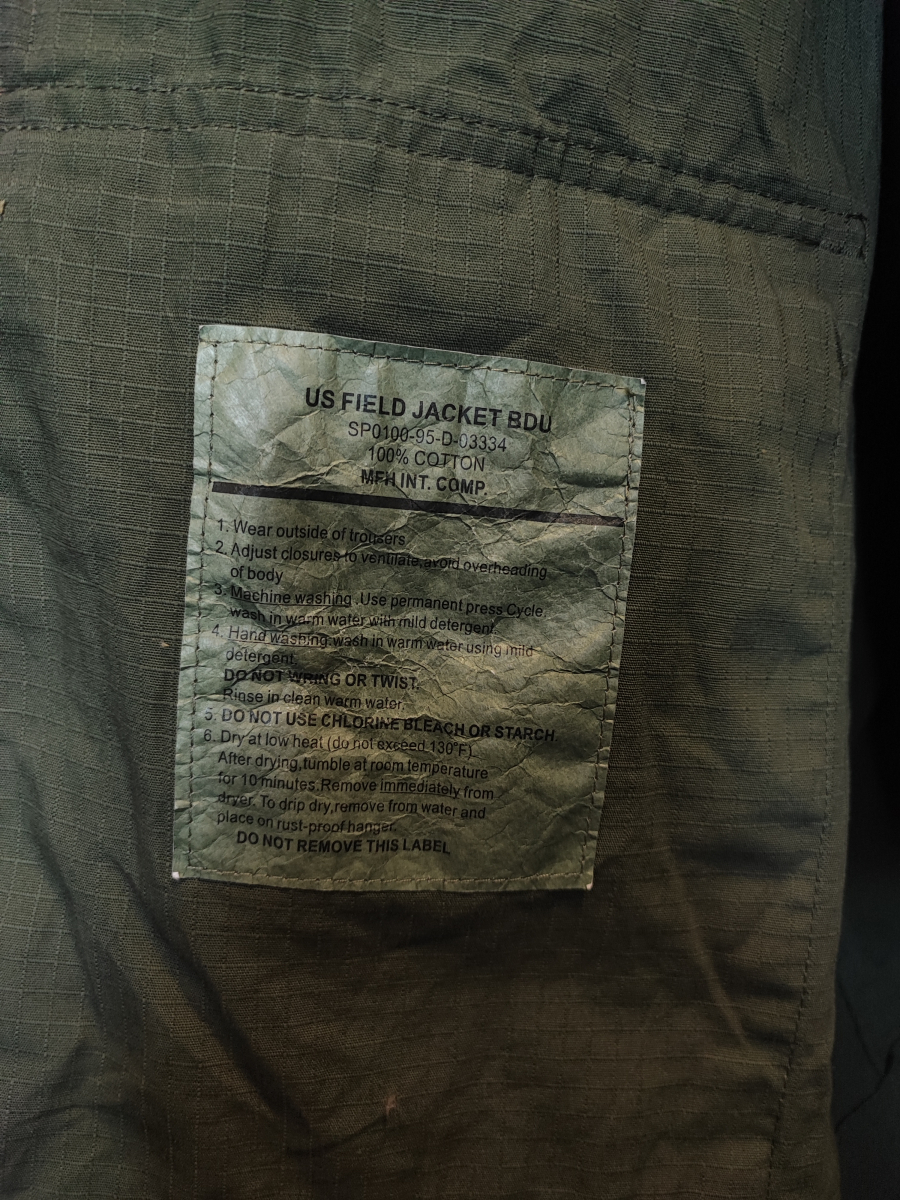 US FIELD JACKET BDU
SP0100-95-D-03334
100% COTTON
MFH INT. COMP.
1. Wear outside of trousers
2. Adjust closures to ventilate,avoid overheading
of body
3. Machine washing .Use permanent press Cycle.
wash in warm water with mild detergent.
4. Hand washing:wash in warm water using mild
detergent.
DO NOT WRING OR TWIST.
Rinse in clean warm water.
5. DO NOT USE CHLORINE BLEACH OR STARCH
6. Dry at low heat (do not exceed 130°F)
After drying,tumble at room temperature
for 10 minutes.Remove immediately from
dryer. To drip dry,remove from water and
place on rust-proof hanger.
DO NOT REMOVE THIS LABEL